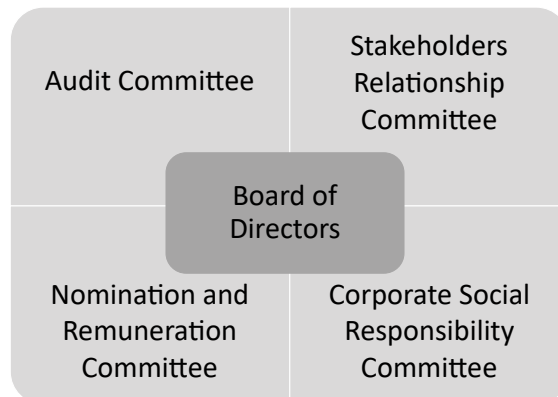 Audit Committee
Stakeholders
Relationship
Committee
Board of
Directors
Nomination and
Remuneration
Committee
Corporate Social
Responsibility
Committee